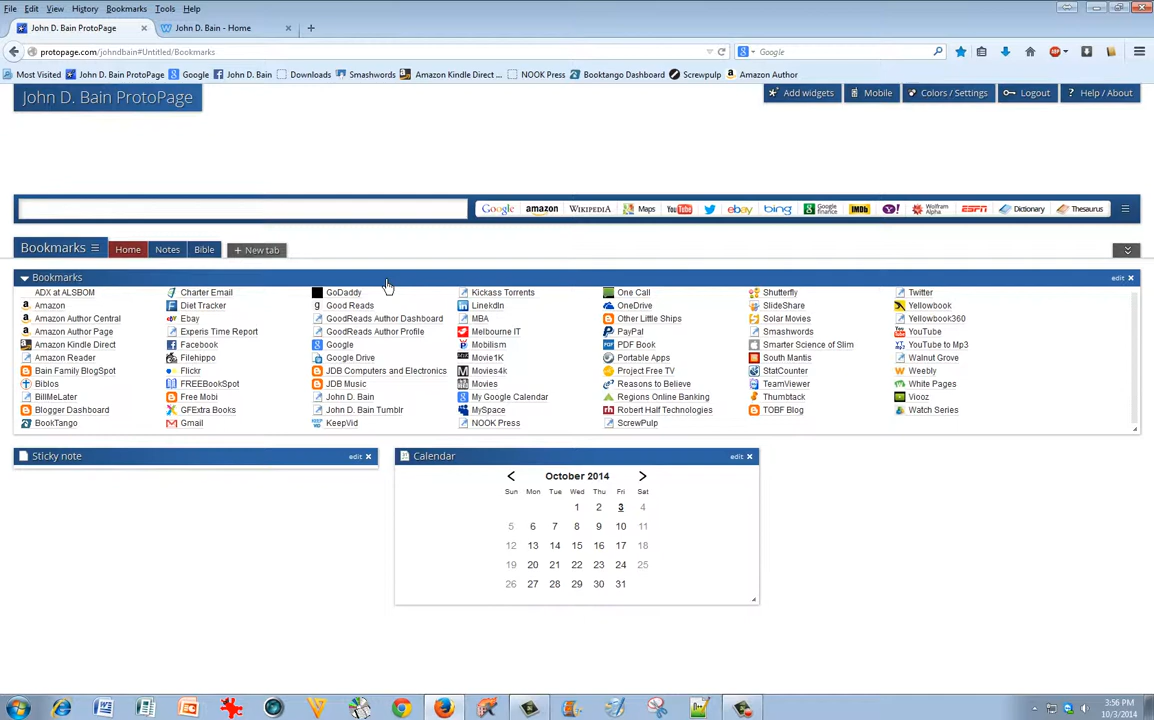 File Edit View History Bookmarks Tools Help
John D. Bain ProtoPage × John D. Bain - Home × +
protopage.com/johndbain#Untitled/Bookmarks Google
Most Visited John D. Bain ProtoPage Google John D. Bain Downloads Smashwords Amazon Kindle Direct ... NOOK Press Booktango Dashboard Screwpulp Amazon Author
John D. Bain ProtoPage
Add widgets Mobile Colors / Settings Logout ? Help / About
Google amazon WIKIPEDIA Maps YouTube ebay bing Google finance IMDb Y! Wolfram Alpha ESPN Dictionary Thesaurus
Bookmarks Home Notes Bible + New tab
Bookmarks edit ×
ADX at ALSBOM Charter Email GoDaddy Kickass Torrents One Call Shutterfly Twitter
Amazon Diet Tracker Good Reads LinekdIn OneDrive SlideShare Yellowbook
Amazon Author Central Ebay GoodReads Author Dashboard MBA Other Little Ships Solar Movies Yellowbook360
Amazon Author Page Experis Time Report GoodReads Author Profile Melbourne IT PayPal Smashwords YouTube
Amazon Kindle Direct Facebook Google Mobilism PDF Book Smarter Science of Slim YouTube to Mp3
Amazon Reader Filehippo Google Drive Movie1K Portable Apps South Mantis Walnut Grove
Bain Family BlogSpot Flickr JDB Computers and Electronics Movies4k Project Free TV StatCounter Weebly
Biblos FREEBookSpot JDB Music Movies Reasons to Believe TeamViewer White Pages
BillMeLater Free Mobi John D. Bain My Google Calendar Regions Online Banking Thumbtack Viooz
Blogger Dashboard GFExtra Books John D. Bain Tumblr MySpace Robert Half Technologies TOBF Blog Watch Series
BookTango Gmail KeepVid NOOK Press ScrewPulp
Sticky note edit × Calendar edit ×
October 2014
Sun Mon Tue Wed Thu Fri Sat
1 2 3 4
5 6 7 8 9 10 11
12 13 14 15 16 17 18
19 20 21 22 23 24 25
26 27 28 29 30 31
3:56 PM
10/3/2014